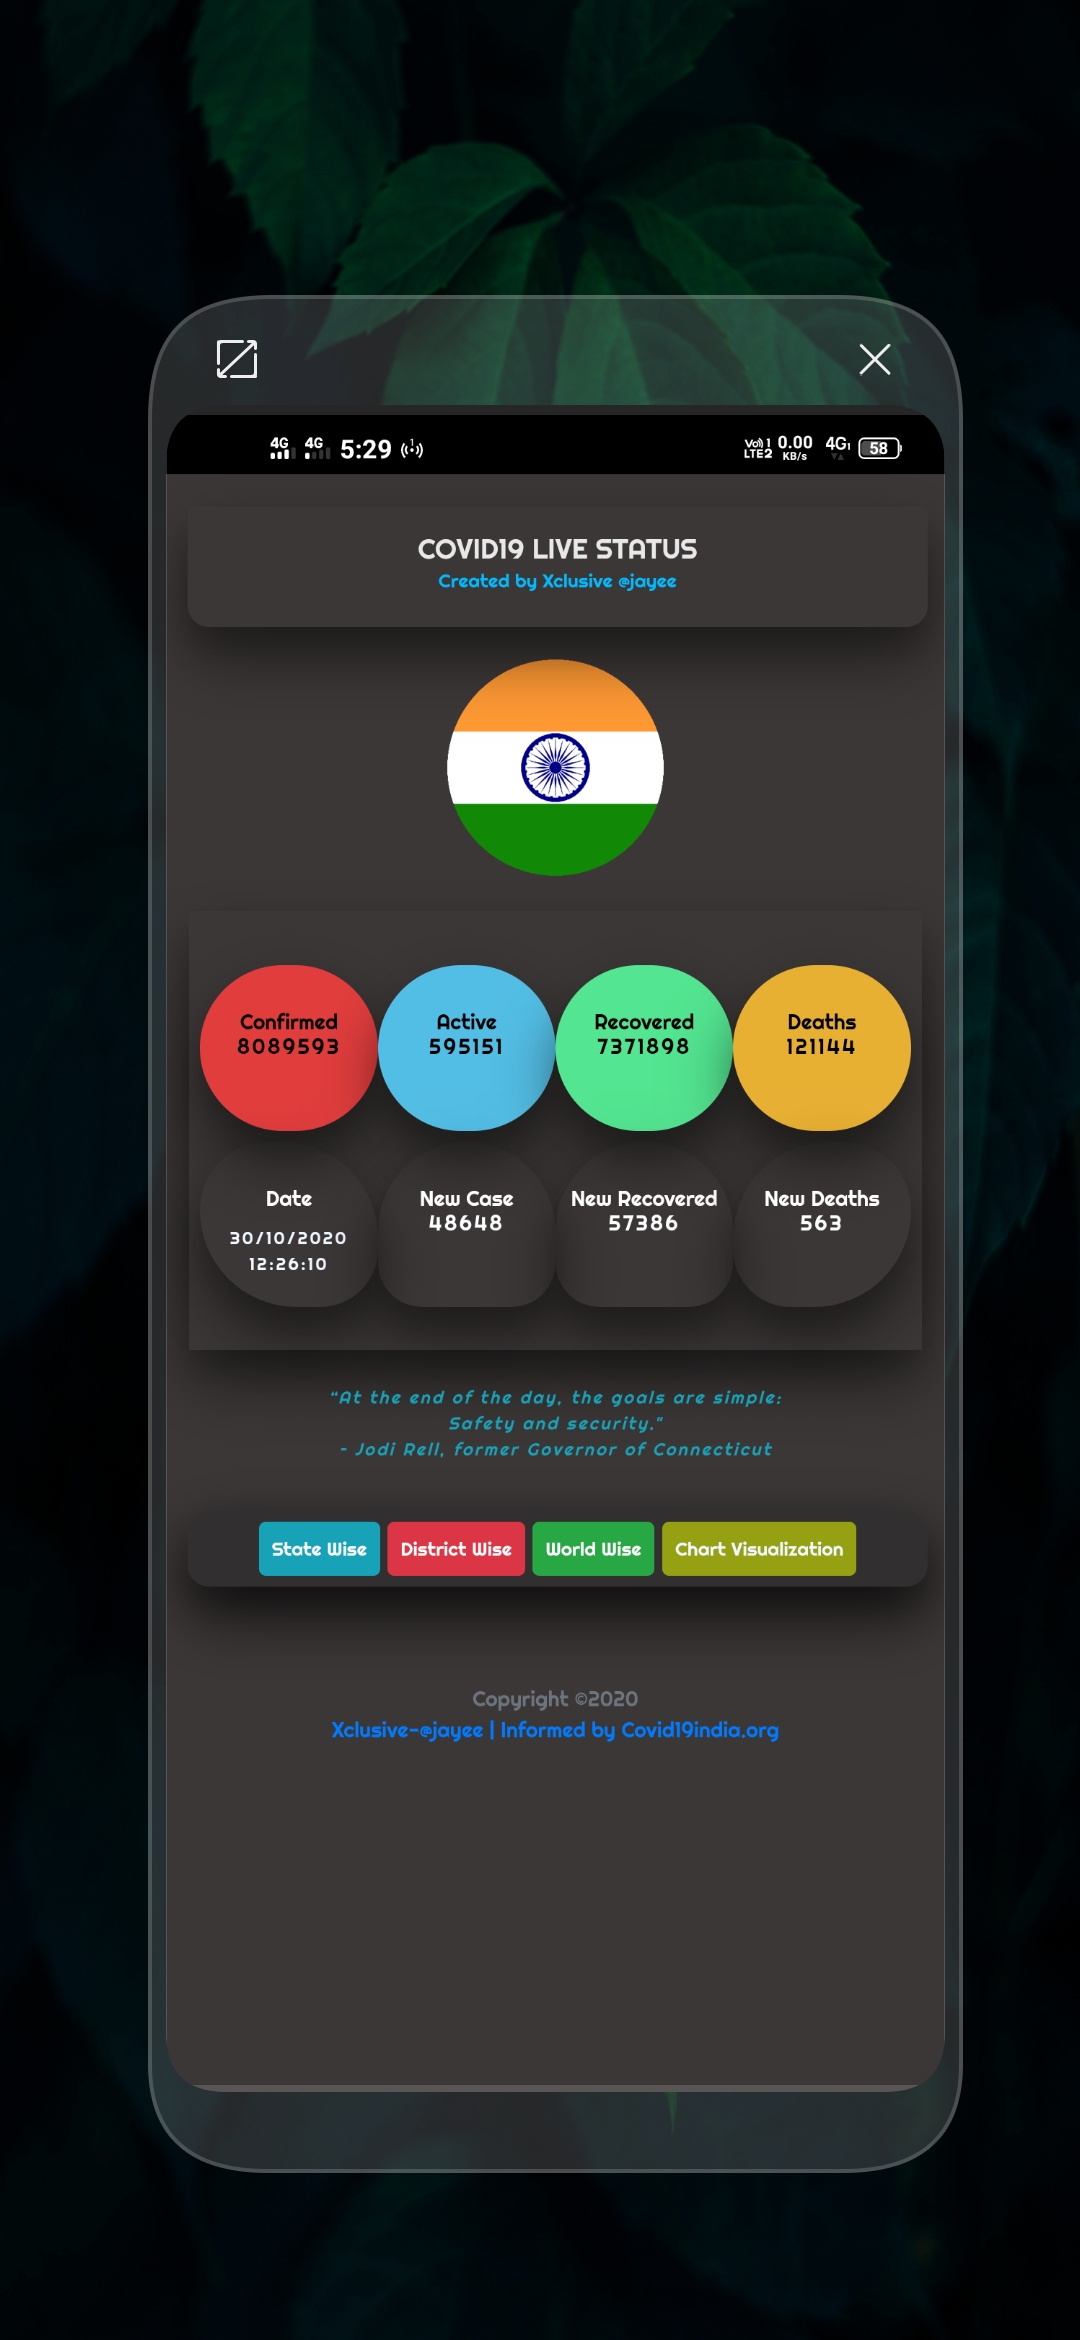 4G 4G 5:29 1 Vo)) 1 LTE2 0.00 KB/s 4G1 58
COVID19 LIVE STATUS
Created by Xclusive @jayee
Confirmed Active Recovered Deaths
8089593 595151 7371898 121144
Date New Case New Recovered New Deaths
48648 57386 563
30/10/2020
12:26:10
"At the end of the day, the goals are simple:
Safety and security."
- Jodi Rell, former Governor of Connecticut
State Wise District Wise World Wise Chart Visualization
Copyright ©2020
Xclusive-@jayee | Informed by Covid19india.org